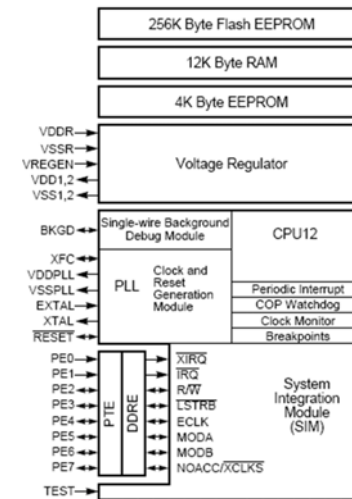 256K Byte Flash EEPROM
12K Byte RAM
4K Byte EEPROM
VDDR
VSSR
VREGEN
VDD1,2
VSS1,2
Voltage Regulator
BKGD
Single-wire Background
Debug Module
CPU12
XFC
VDDPLL
VSSPLL
EXTAL
XTAL
RESET
PLL
Clock and
Reset
Generation
Module
Periodic Interrupt
COP Watchdog
Clock Monitor
Breakpoints
PE0
PE1
PE2
PE3
PE4
PE5
PE6
PE7
PTE
DDRE
XIRQ
IRQ
R/W
LSTRB
ECLK
MODA
MODB
NOACC/XCLKS
System
Integration
Module
(SIM)
TEST